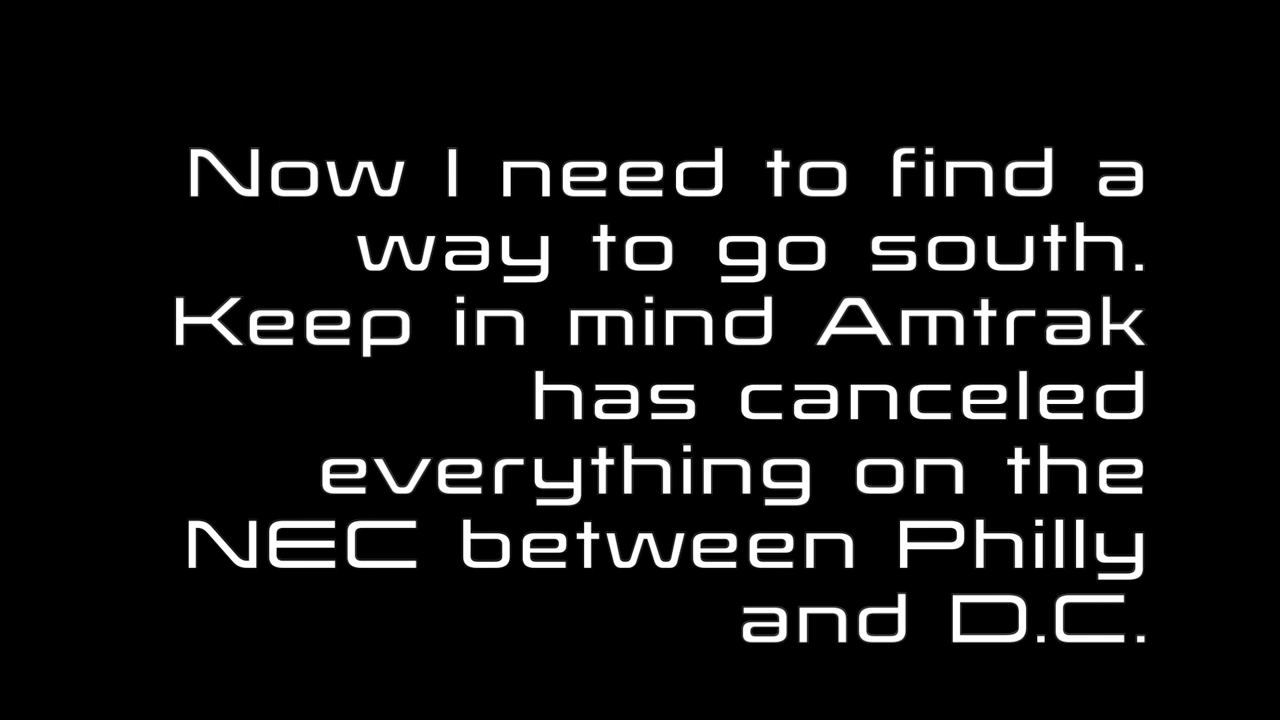 Now I need to find a
way to go south.
Keep in mind Amtrak
has canceled
everything on the
NEC between Philly
and D.C.